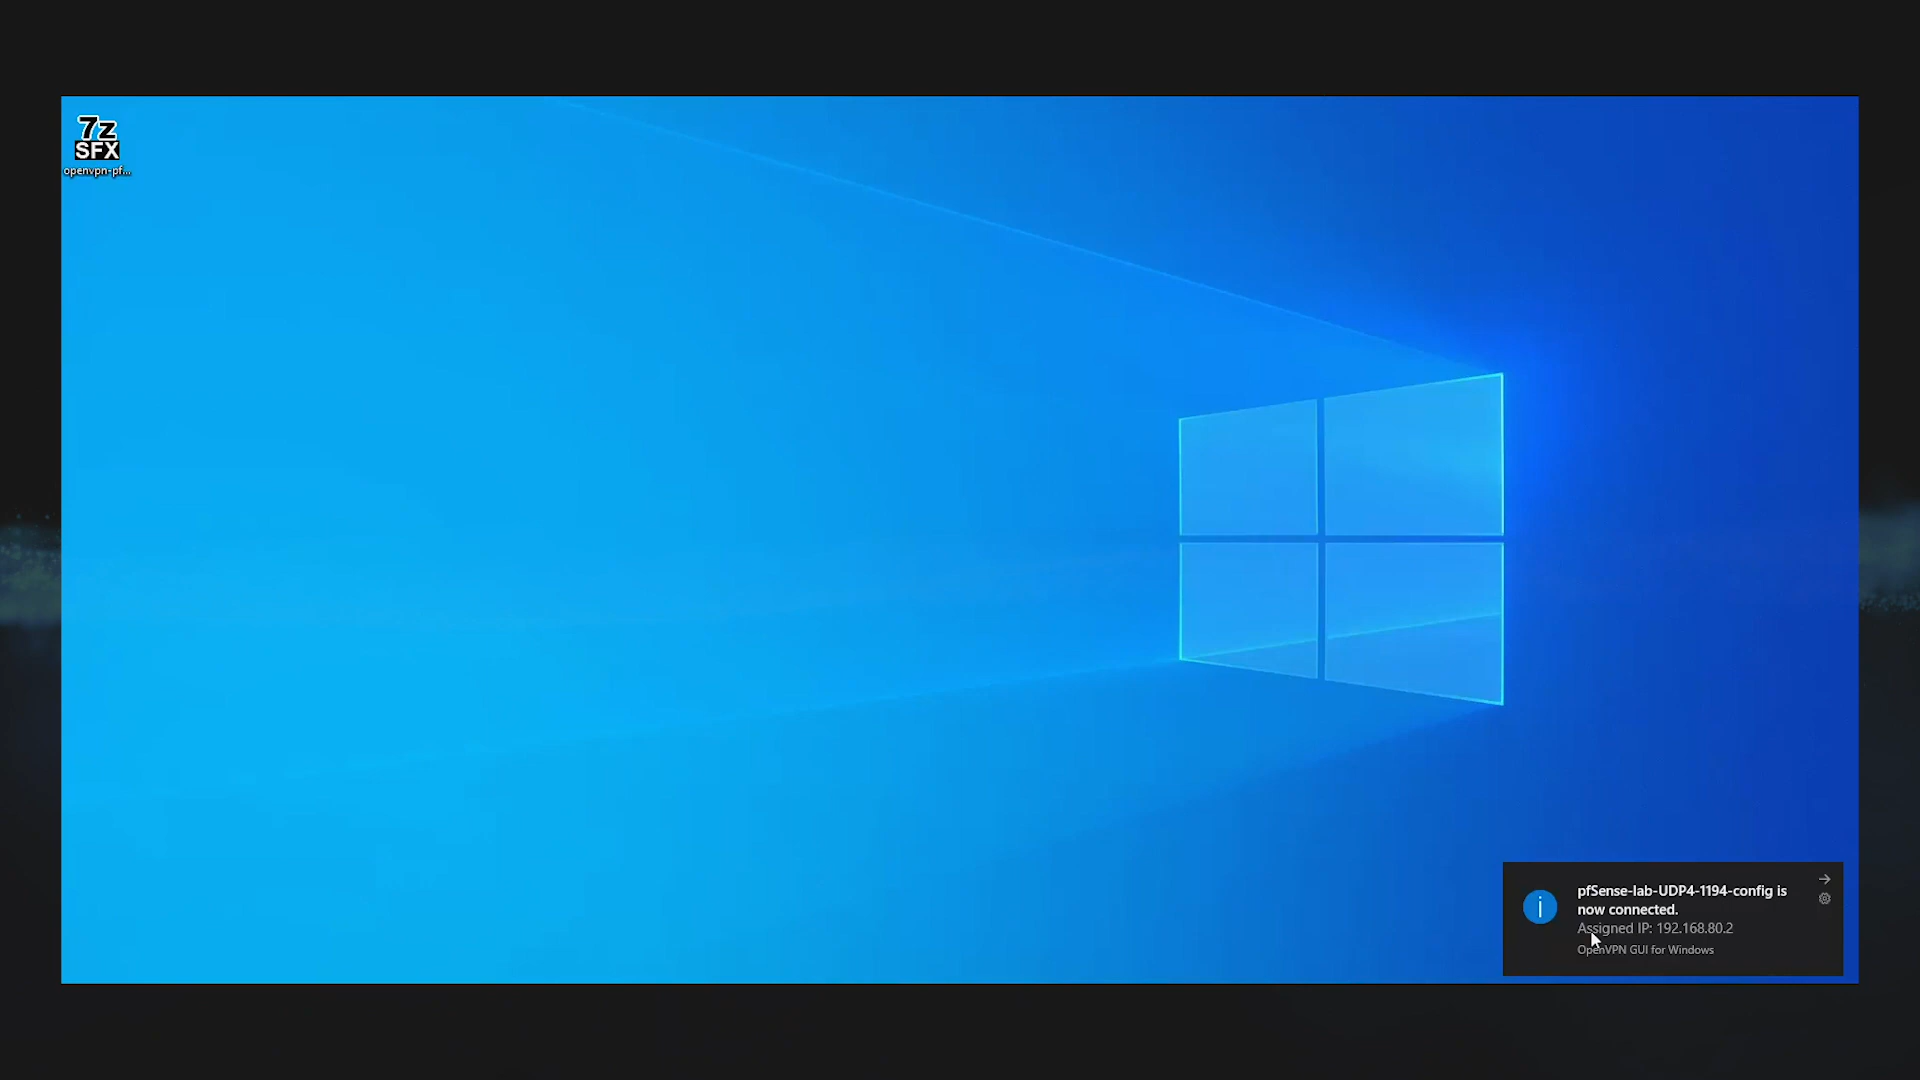 7z
SFX
openvpn-pf...
pfSense-lab-UDP4-1194-config is
now connected.
Assigned IP: 192.168.80.2
OpenVPN GUI for Windows